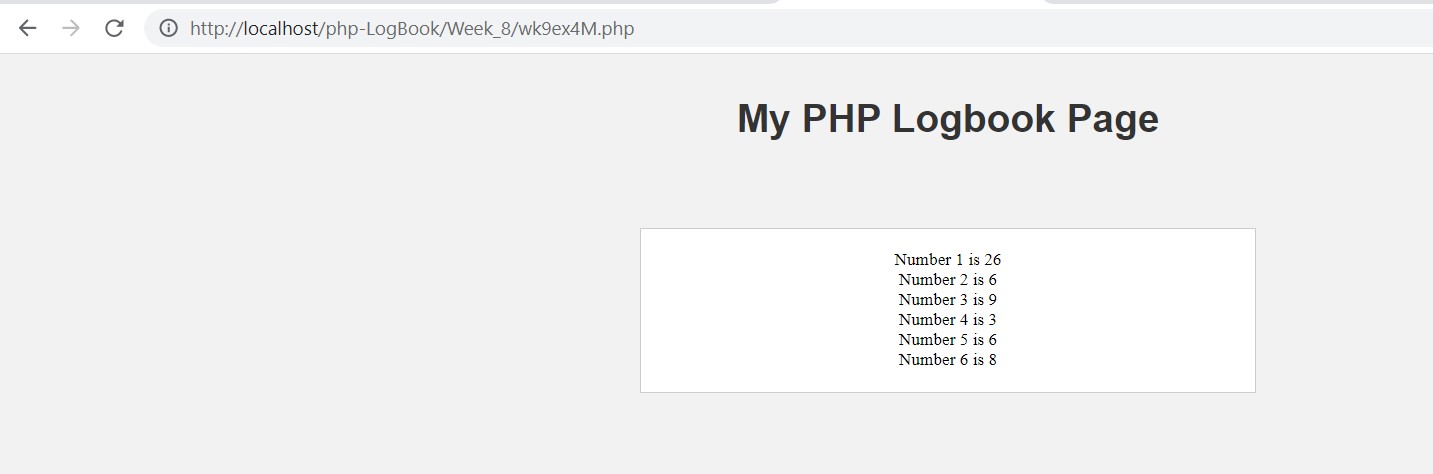 http://localhost/php-LogBook/Week_8/wk9ex4M.php
My PHP Logbook Page
Number 1 is 26
Number 2 is 6
Number 3 is 9
Number 4 is 3
Number 5 is 6
Number 6 is 8